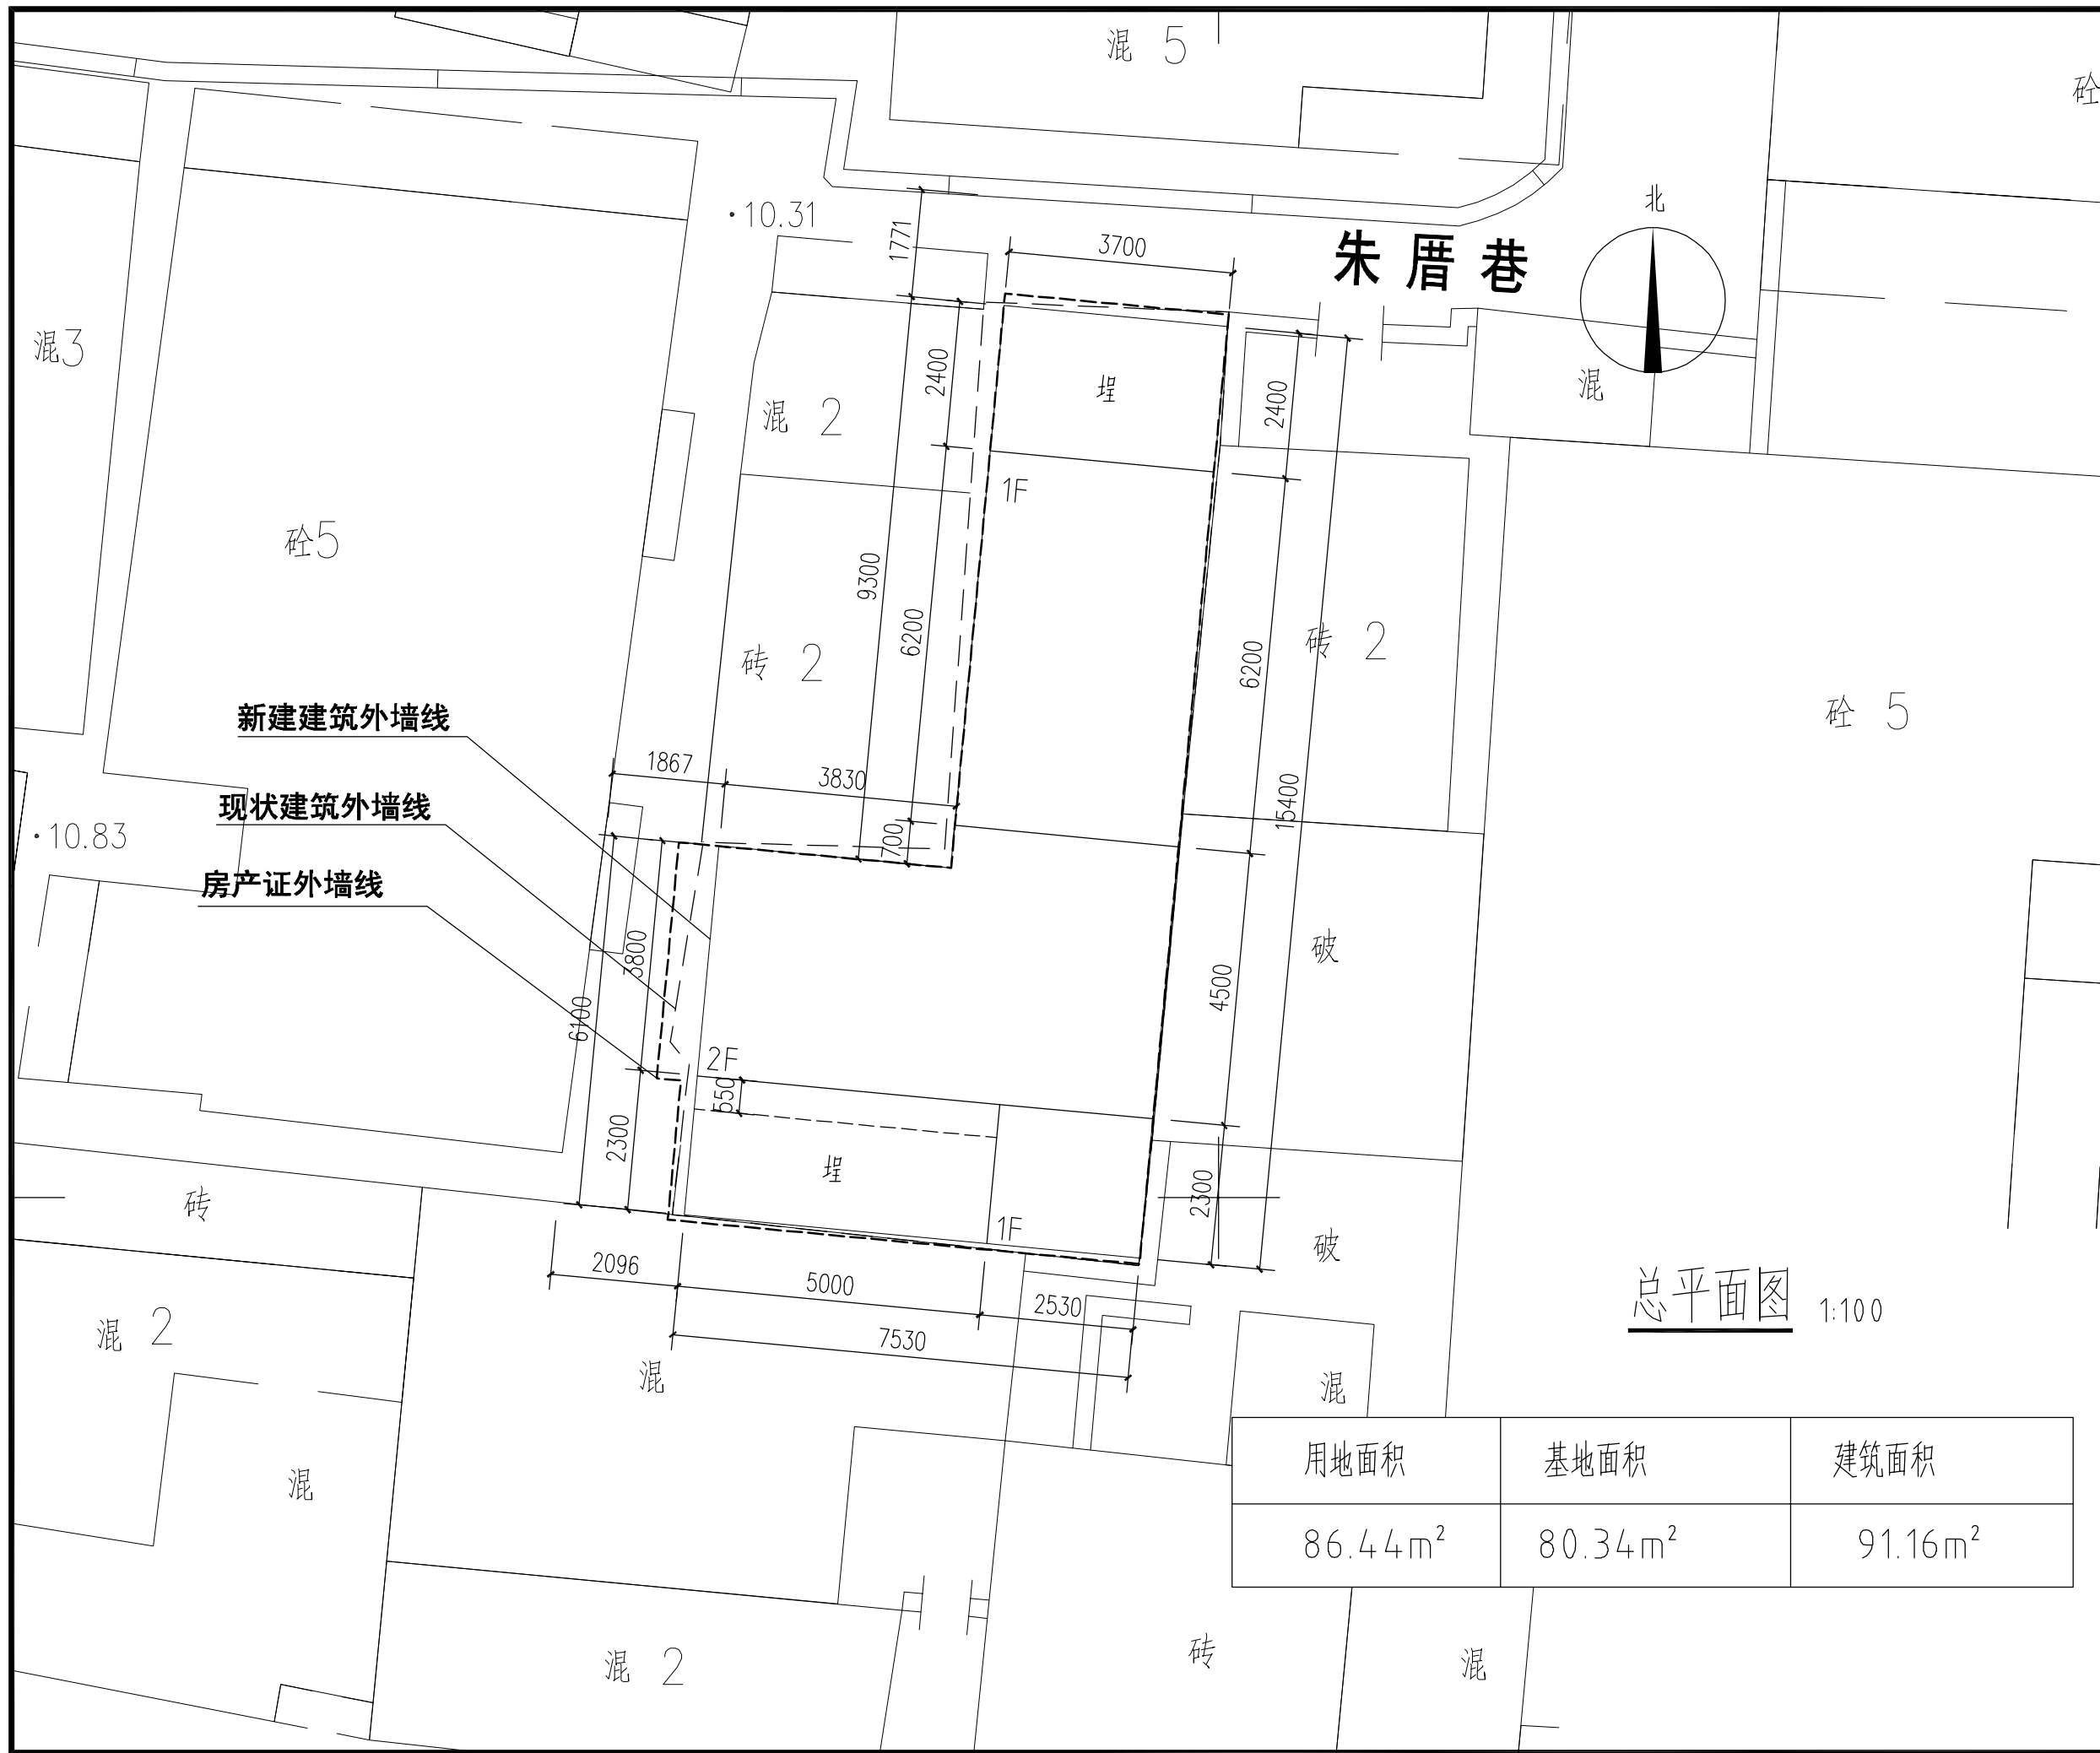 混 5
砼
北
·10.31
1771
3700
朱厝巷
混3
2400
埕
2400
混
混 2
1F
砼5
9300
6200
砖 2
6200
砖 2
砼 5
新建建筑外墙线
1867
3830
15400
现状建筑外墙线
·10.83
700
房产证外墙线
3800
破
4500
6100
2F
550
2300
埕
砖
2300
1F
破
2096
5000
2530
7530
总平面图 1:100
混 2
混
混
用地面积 基地面积 建筑面积
混
86.44m² 80.34m² 91.16m²
混 2
砖
混